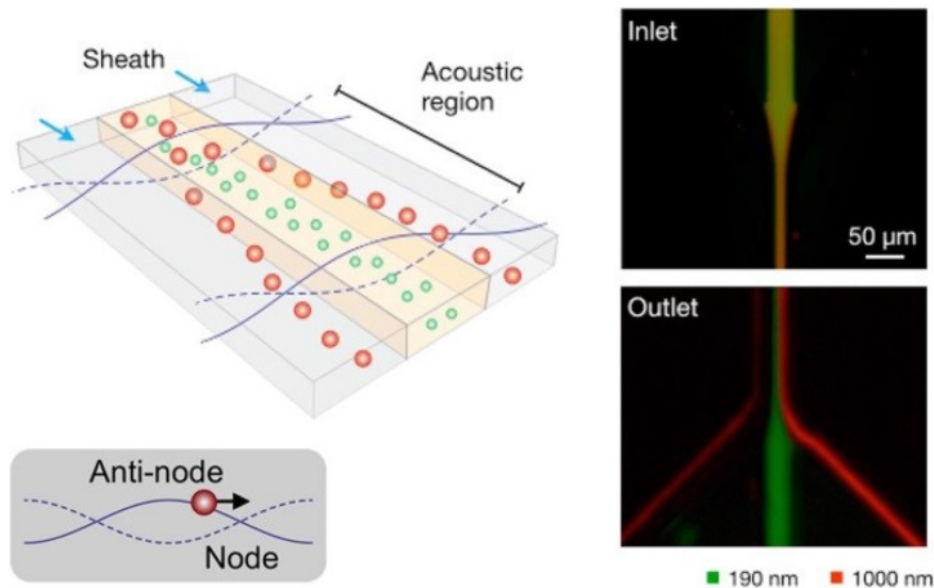 Sheath
Acoustic
region
Anti-node
Node
Inlet
50 µm
Outlet
190 nm
1000 nm